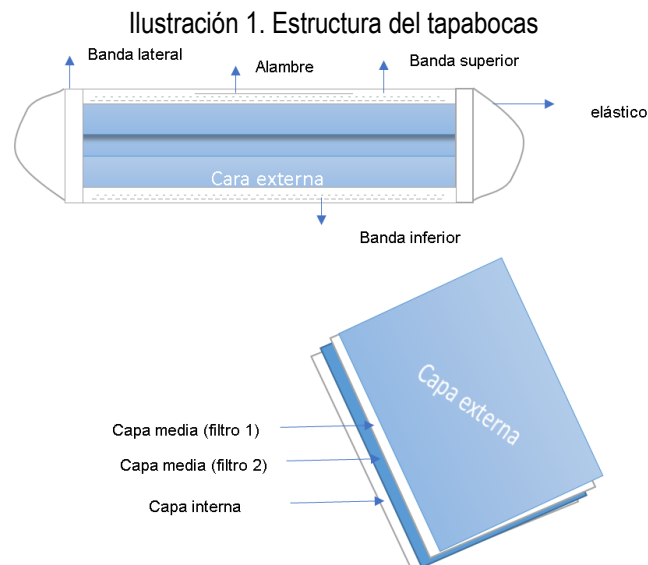 Ilustración 1. Estructura del tapabocas
Banda lateral
Alambre
Banda superior
elástico
Cara externa
Banda inferior
Capa externa
Capa media (filtro 1)
Capa media (filtro 2)
Capa interna